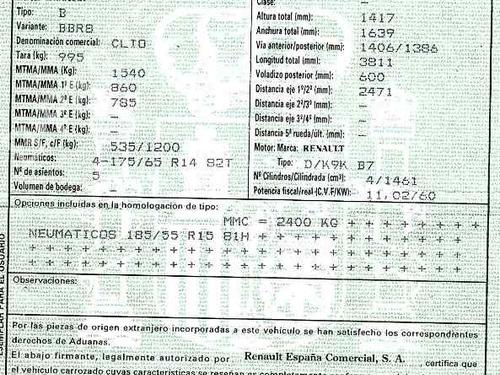 Clase: –
Tipo: B
Altura total (mm): 1417
Variante: BBR8
Anchura total (mm): 1639
Denominación comercial: CLIO
Vía anterior/posterior (mm): 1406/1386
Tara (kg): 995
Longitud total (mm): 3811
MTMA/MMA (Kg): 1540
Voladizo posterior (mm): 600
MTMA/MMA 1º E (kg): 860
Distancia eje 1º/2º (mm): 2471
MTMA/MMA 2º E (kg): 785
Distancia eje 2º/3º (mm): –
MTMA/MMA 3º E (kg): –
Distancia eje 3º/4º (mm): –
MTMA/MMA 4º E (kg): –
Distancia 5ª rueda/últ. (mm): –
MMR S/F, c/F (kg): 535/1200
Motor: Marca: RENAULT
Neumáticos: 4-175/65 R14 82T
Tipo: D/K9K B7
Nº de asientos: 5
Nº Cilindros/Cilindrada (cm³): 4/1461
Volumen de bodega: –
Potencia fiscal/real (C.V.F/KW): 11,02/60
Opciones incluidas en la homologación de tipo:
MMC = 2400 KG + + + + + + + +
NEUMATICOS 185/55 R15 81H + + + + + + + + + + +
+ + + + + + + + + + + + + + + + + + + + + + +
+ + + + + + + + + + + + + + + + + + + + + + +
Observaciones:
Por las piezas de origen extranjero incorporadas a este vehículo se han satisfecho los correspondientes
derechos de Aduanas.
El abajo firmante, legalmente autorizado por Renault España Comercial, S. A. , certifica que
el vehículo carrozado cuyas características se reseñan
EJEMPLAR PARA EL USUARIO